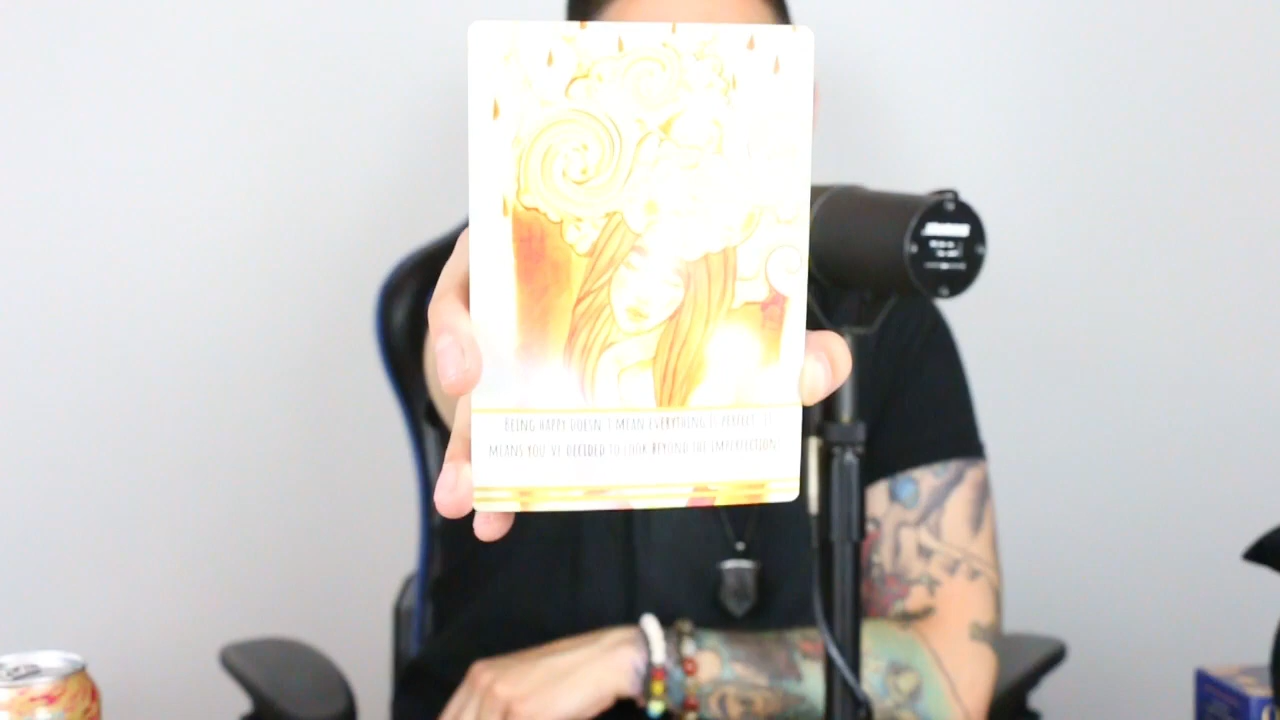 BEING HAPPY DOESN'T MEAN EVERYTHING IS PERFECT. IT
MEANS YOU'VE DECIDED TO LOOK BEYOND THE IMPERFECTIONS